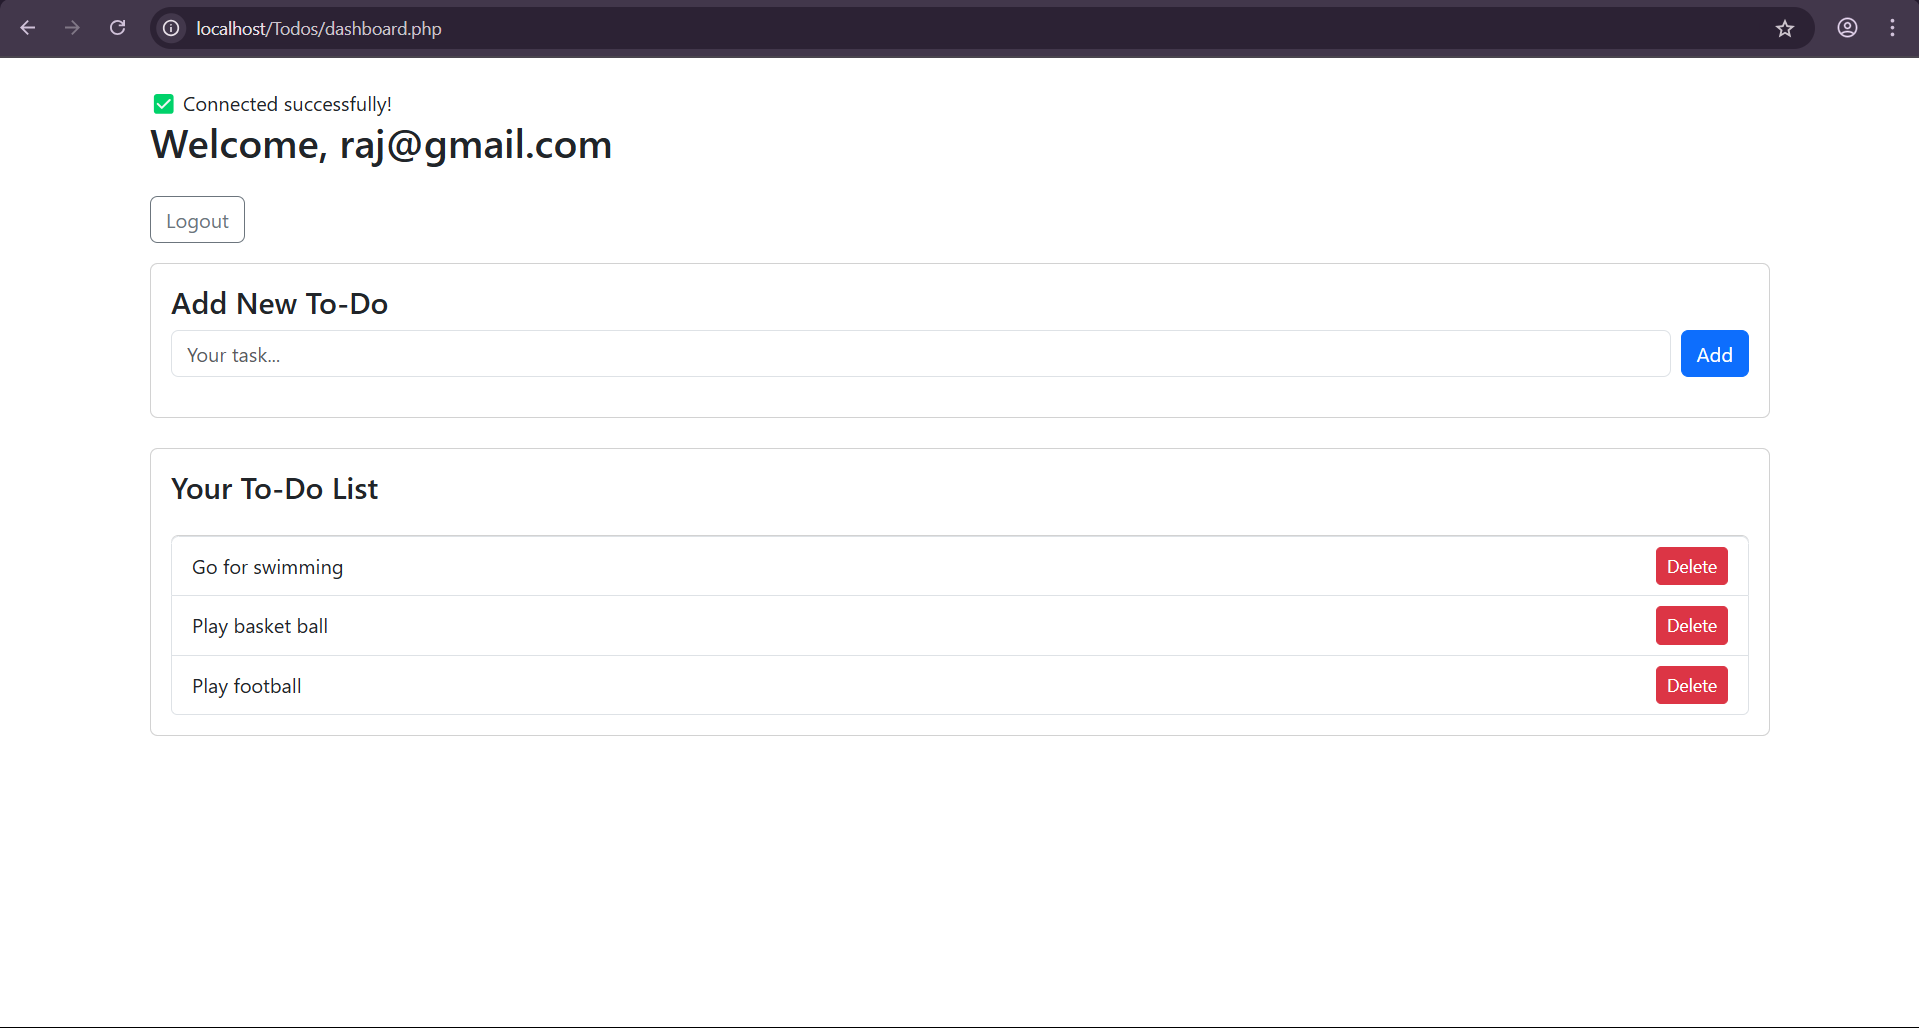 localhost/Todos/dashboard.php
✅ Connected successfully!
Welcome, raj@gmail.com
Logout
Add New To-Do
Your task...
Add
Your To-Do List
Go for swimming
Delete
Play basket ball
Delete
Play football
Delete